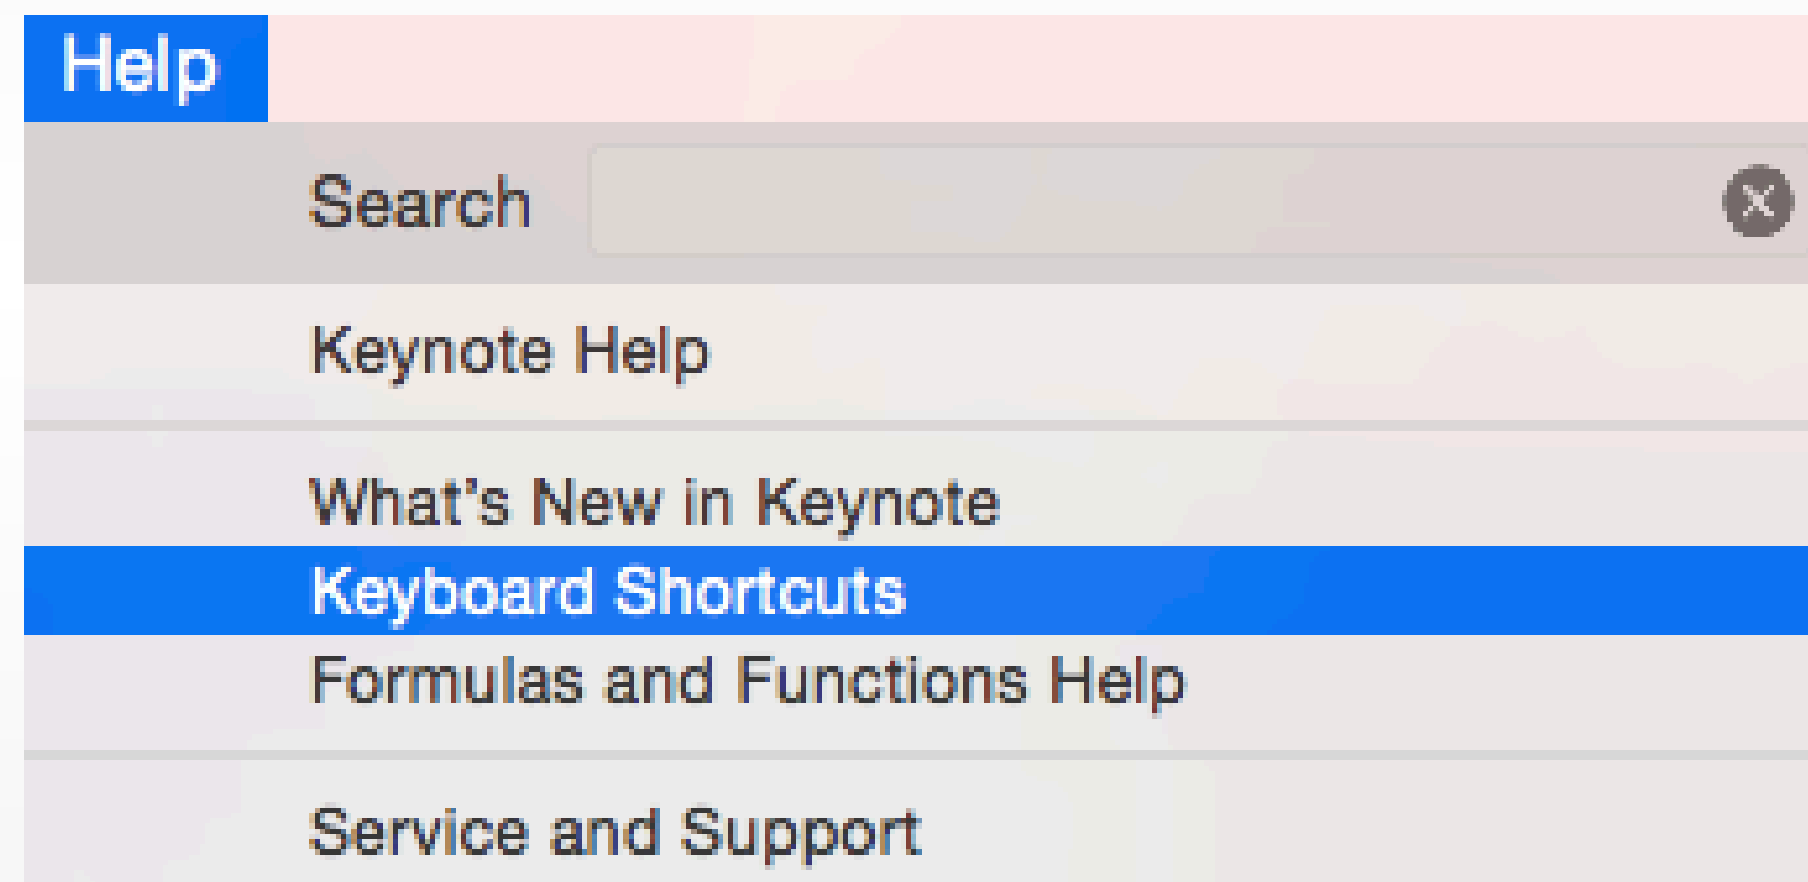 Help
Search
Keynote Help
What's New in Keynote
Keyboard Shortcuts
Formulas and Functions Help
Service and Support